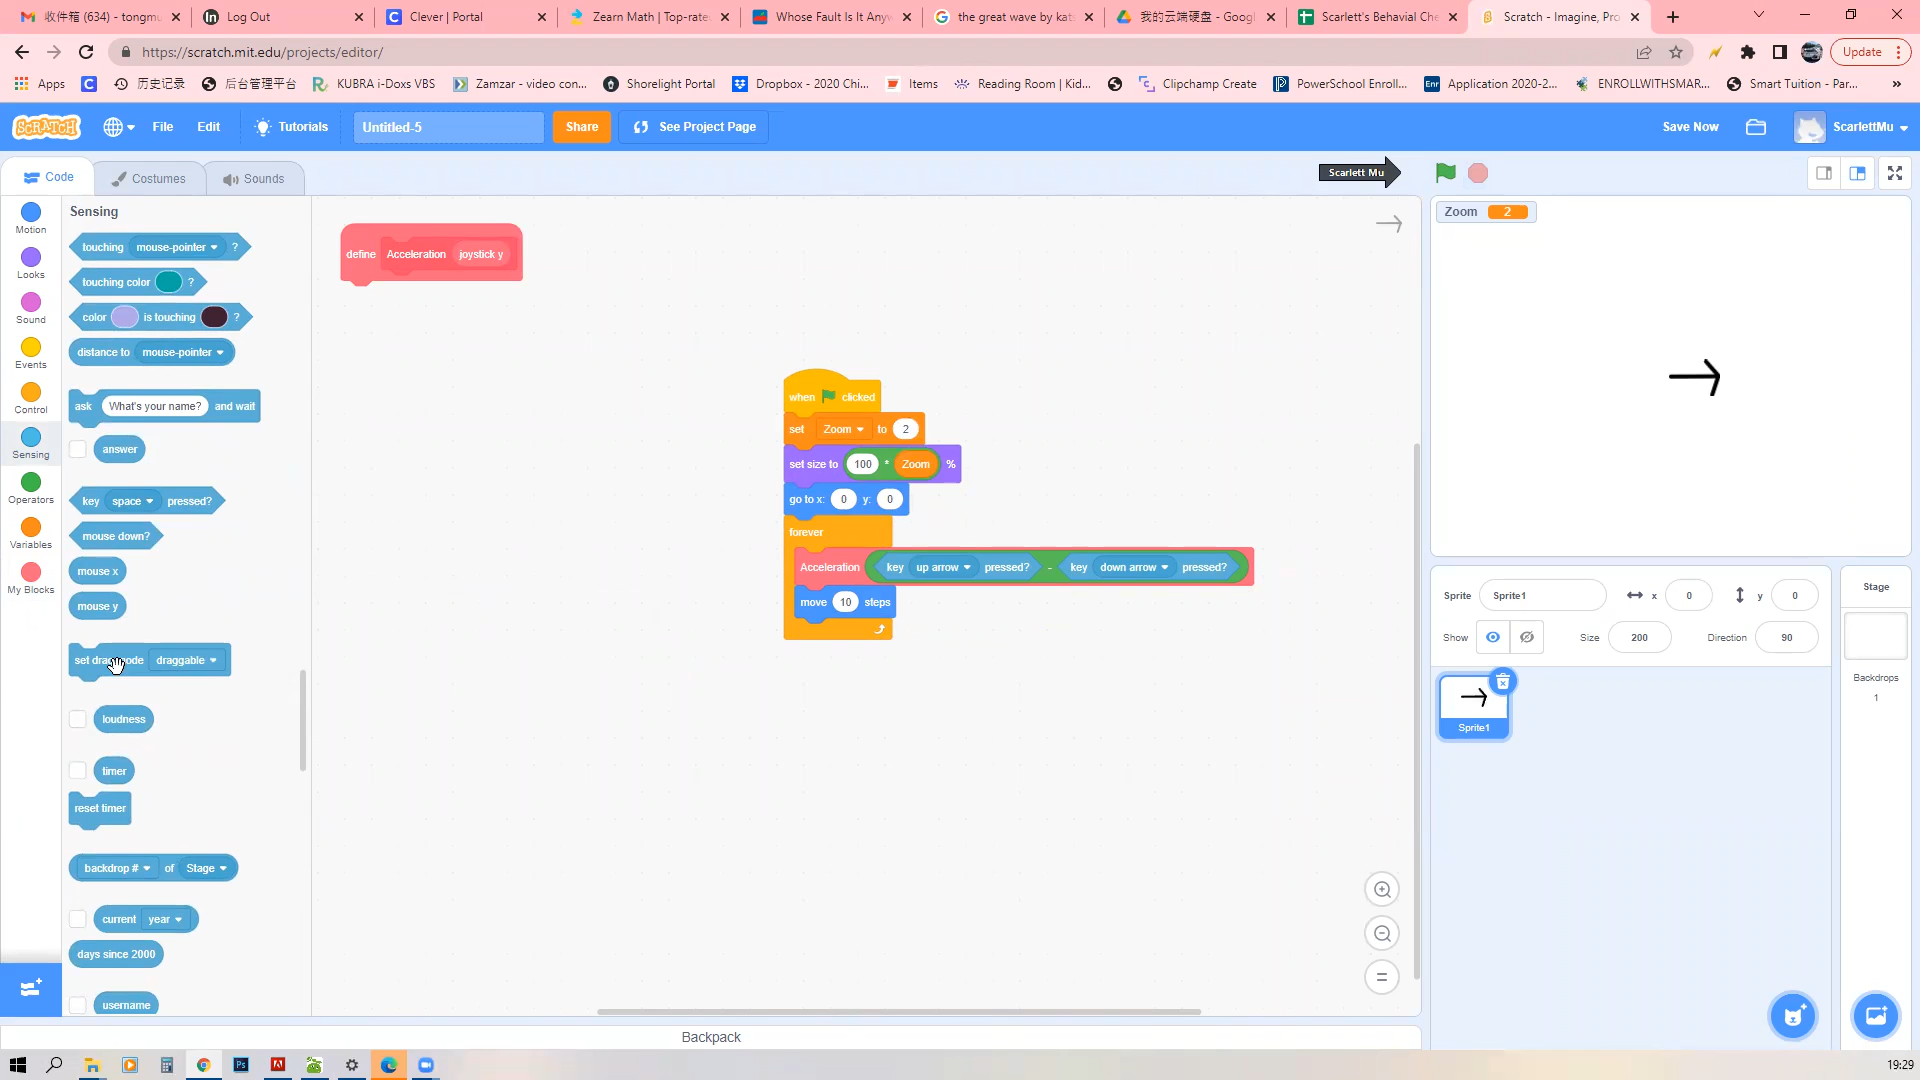 收件箱 (634) - tongmu
Log Out
Clever | Portal
Zearn Math | Top-rate
Whose Fault Is It Anyw
the great wave by kats
我的云端硬盘 - Googl
Scarlett's Behavial Che
Scratch - Imagine, Pro
https://scratch.mit.edu/projects/editor/
Update
Apps
历史记录
后台管理平台
KUBRA i-Doxs VBS
Zamzar - video con...
Shorelight Portal
Dropbox - 2020 Chi...
Items
Reading Room | Kid...
Clipchamp Create
PowerSchool Enroll...
Application 2020-2...
ENROLLWITHSMAR...
Smart Tuition - Par...
»
SCRATCH
File
Edit
Tutorials
Untitled-5
Share
See Project Page
Save Now
ScarlettMu
Code
Costumes
Sounds
Scarlett Mu
Motion
Looks
Sound
Events
Control
Sensing
Operators
Variables
My Blocks
Sensing
touching mouse-pointer ?
touching color ?
color is touching ?
distance to mouse-pointer
ask What's your name? and wait
answer
key space pressed?
mouse down?
mouse x
mouse y
set drag mode draggable
loudness
timer
reset timer
backdrop # of Stage
current year
days since 2000
username
define Acceleration joystick y
when clicked
set Zoom to 2
set size to 100 * Zoom %
go to x: 0 y: 0
forever
Acceleration key up arrow pressed? - key down arrow pressed?
move 10 steps
Zoom 2
Sprite Sprite1 x 0 y 0
Show Size 200 Direction 90
Sprite1
Stage
Backdrops
1
Backpack
19:29